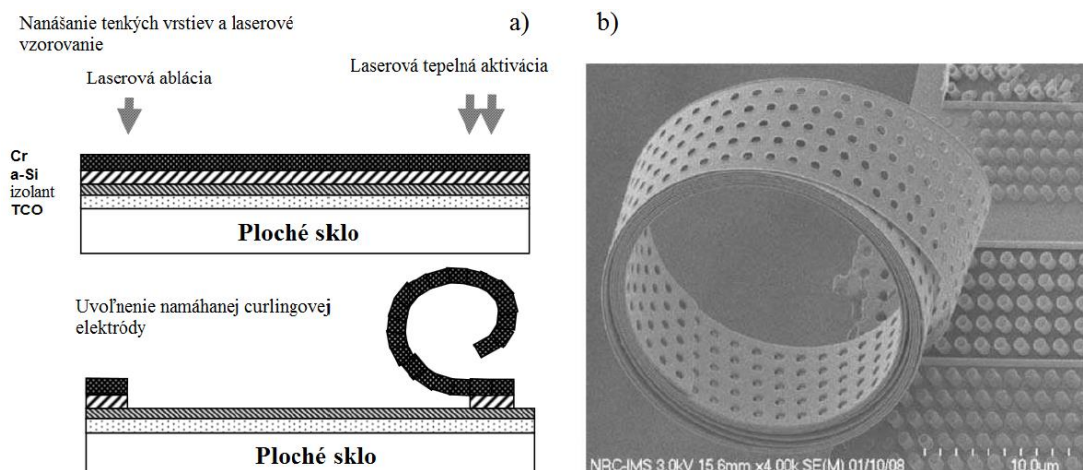 Nanášanie tenkých vrstiev a laserové
vzorovanie
a)
Laserová ablácia
Laserová tepelná aktivácia
Cr
a-Si
izolant
TCO
Ploché sklo
Uvoľnenie namáhanej curlingovej
elektródy
Ploché sklo
b)
NRC-IMS 3.0kV 15.6mm x4.00k SE(M) 01/10/08
10.0um